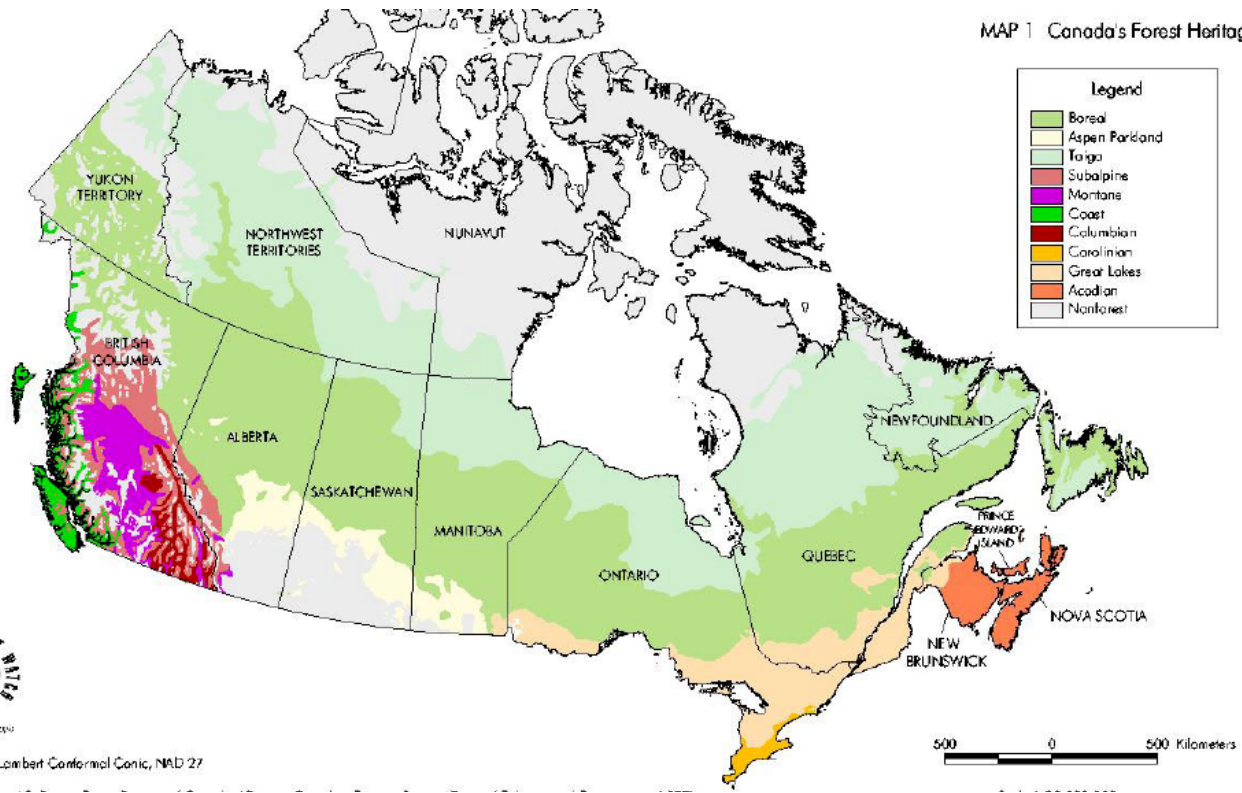 MAP 1 Canada's Forest Heritag
Legend
Boreal
Aspen Parkland
Taiga
Subalpine
Montane
Coast
Columbian
Carolinian
Great Lakes
Acadian
Nonforest
YUKON
TERRITORY
NORTHWEST
TERRITORIES
NUNAVUT
BRITISH
COLUMBIA
ALBERTA
SASKATCHEWAN
MANITOBA
ONTARIO
QUEBEC
NEWFOUNDLAND
PRINCE
EDWARD
ISLAND
NOVA SCOTIA
NEW
BRUNSWICK
WATER
500 0 500 Kilometers
Lambert Conformal Conic, NAD 27